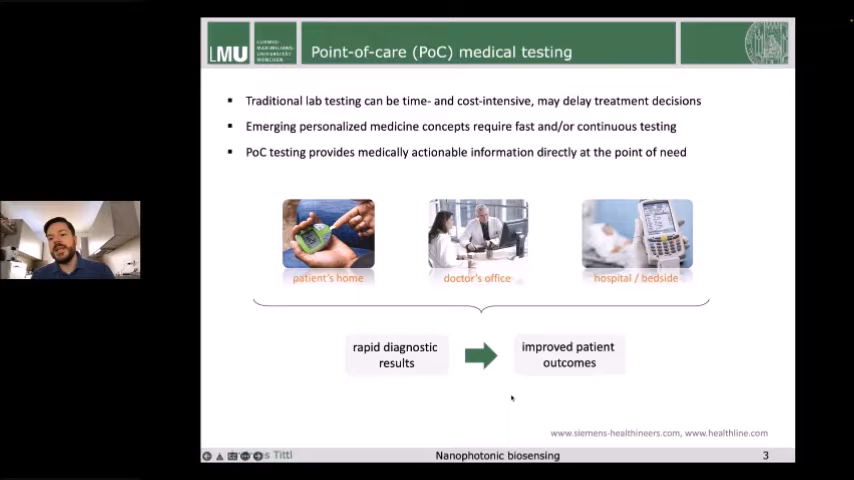 LMU
LUDWIG-
MAXIMILIANS-
UNIVERSITÄT
MÜNCHEN
Point-of-care (PoC) medical testing
Traditional lab testing can be time- and cost-intensive, may delay treatment decisions
Emerging personalized medicine concepts require fast and/or continuous testing
PoC testing provides medically actionable information directly at the point of need
patient's home
doctor's office
hospital / bedside
rapid diagnostic
results
improved patient
outcomes
www.siemens-healthineers.com, www.healthline.com
s Tittl
Nanophotonic biosensing
3